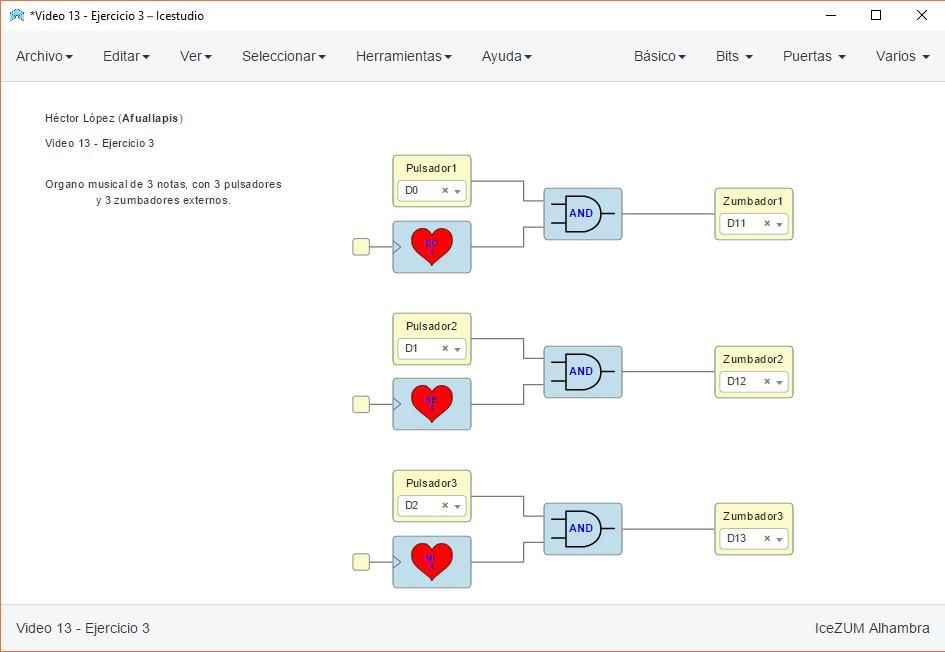 *Video 13 - Ejercicio 3 – Icestudio
Archivo Editar Ver Seleccionar Herramientas Ayuda Básico Bits Puertas Varios
Héctor López (Afuallapis)
Video 13 - Ejercicio 3
Organo musical de 3 notas, con 3 pulsadores
y 3 zumbadores externos.
Pulsador1
D0
DO
4
AND
Zumbador1
D11
Pulsador2
D1
RE
4
AND
Zumbador2
D12
Pulsador3
D2
MI
4
AND
Zumbador3
D13
Video 13 - Ejercicio 3
IceZUM Alhambra